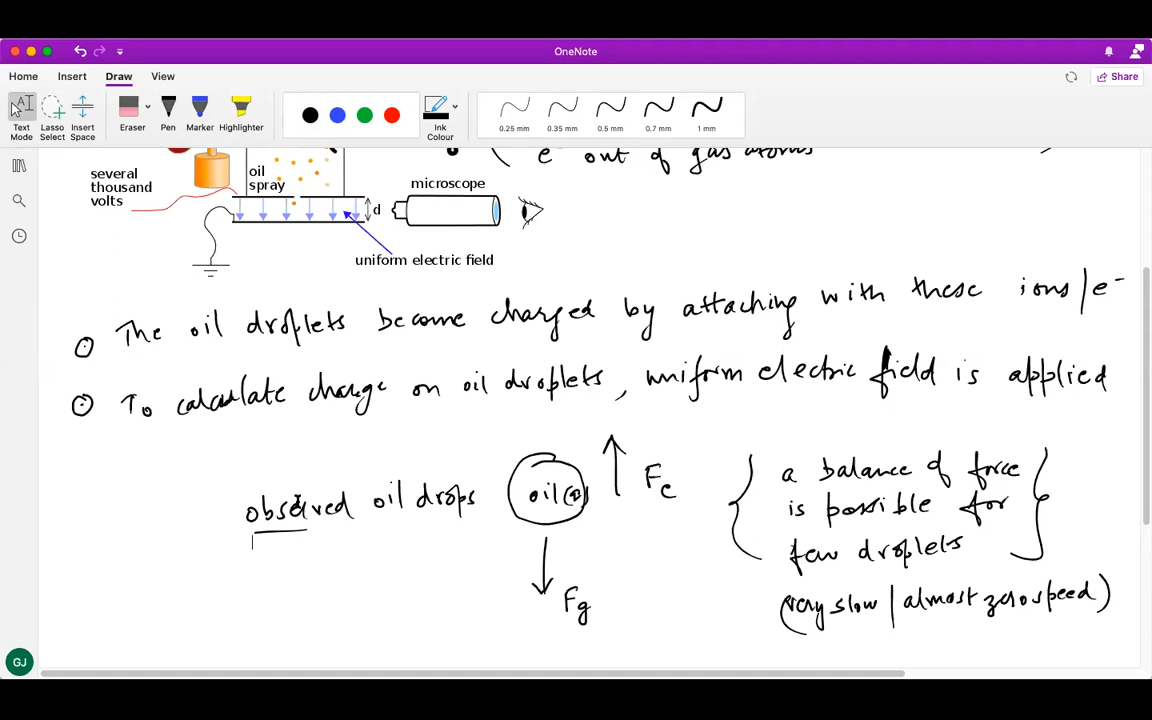 OneNote
Home Insert Draw View
Share
Text Mode
Lasso Select
Insert Space
Eraser
Pen
Marker
Highlighter
Ink Colour
0.25 mm
0.35 mm
0.5 mm
0.7 mm
1 mm
e⁻ out of gas atoms
several thousand volts
oil spray
microscope
d
uniform electric field
The oil droplets become charged by attaching with these ions/e⁻
To calculate charge on oil droplets, uniform electric field is applied
observed oil drops
oil
Fe
Fg
a balance of force
is possible for
few droplets
(very slow | almost zero speed)
GJ